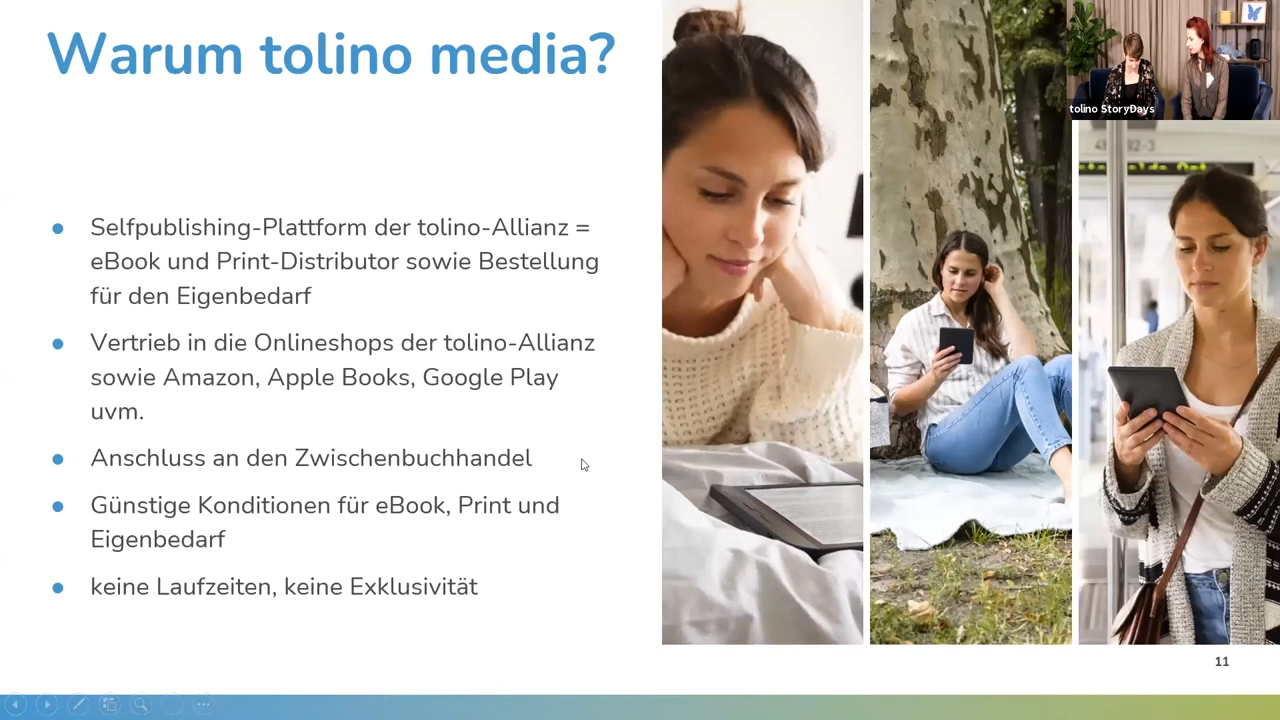 Warum tolino media?
tolino StoryDays
Selfpublishing-Plattform der tolino-Allianz =
eBook und Print-Distributor sowie Bestellung
für den Eigenbedarf
Vertrieb in die Onlineshops der tolino-Allianz
sowie Amazon, Apple Books, Google Play
uvm.
Anschluss an den Zwischenbuchhandel
Günstige Konditionen für eBook, Print und
Eigenbedarf
keine Laufzeiten, keine Exklusivität
11